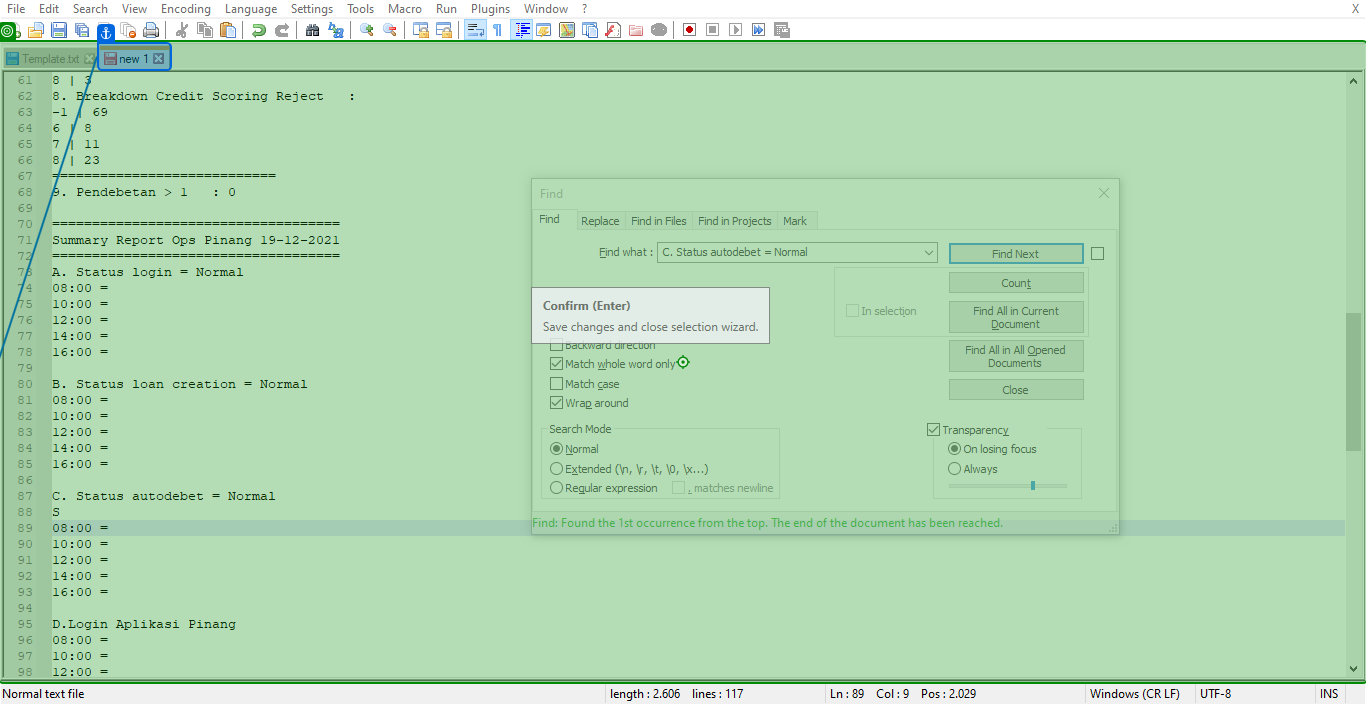 File Edit Search View Encoding Language Settings Tools Macro Run Plugins Window ? X
Template.txt new 1
61 8 | 3
62 8. Breakdown Credit Scoring Reject :
63 -1 | 69
64 6 | 8
65 7 | 11
66 8 | 23
67 ============================
68 9. Pendebetan > 1 : 0
69
70 ====================================
71 Summary Report Ops Pinang 19-12-2021
72 ====================================
73 A. Status login = Normal
74 08:00 =
75 10:00 =
76 12:00 =
77 14:00 =
78 16:00 =
79
80 B. Status loan creation = Normal
81 08:00 =
82 10:00 =
83 12:00 =
84 14:00 =
85 16:00 =
86
87 C. Status autodebet = Normal
88 S
89 08:00 =
90 10:00 =
91 12:00 =
92 14:00 =
93 16:00 =
94
95 D.Login Aplikasi Pinang
96 08:00 =
97 10:00 =
98 12:00 =
Find
Find Replace Find in Files Find in Projects Mark
Find what : C. Status autodebet = Normal Find Next
Count
Confirm (Enter)
Save changes and close selection wizard.
In selection
Find All in Current
Document
Backward direction
Find All in All Opened
Documents
Match whole word only
Match case
Close
Wrap around
Search Mode
Normal
Extended (\n, \r, \t, \0, \x...)
Regular expression . matches newline
Transparency
On losing focus
Always
Find: Found the 1st occurrence from the top. The end of the document has been reached.
Normal text file length : 2.606 lines : 117 Ln : 89 Col : 9 Pos : 2.029 Windows (CR LF) UTF-8 INS